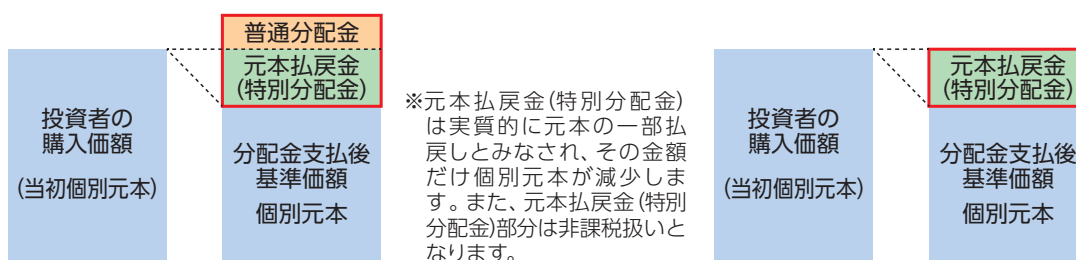 普通分配金
元本払戻金
(特別分配金)
投資者の
購入価額
(当初個別元本)
分配金支払後
基準価額
個別元本
※元本払戻金(特別分配金)
は実質的に元本の一部払
戻しとみなされ、その金額
だけ個別元本が減少しま
す。また、元本払戻金(特別
分配金)部分は非課税扱いと
なります。
元本払戻金
(特別分配金)
投資者の
購入価額
(当初個別元本)
分配金支払後
基準価額
個別元本